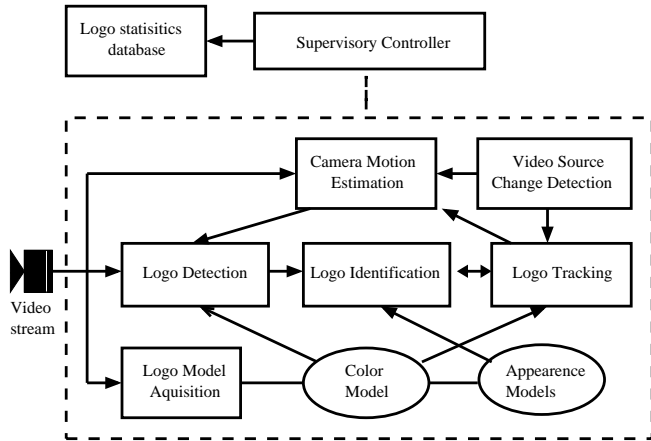 Logo statisitics
database
Supervisory Controller
Camera Motion
Estimation
Video Source
Change Detection
Logo Detection
Logo Identification
Logo Tracking
Video
stream
Logo Model
Aquisition
Color
Model
Appearence
Models